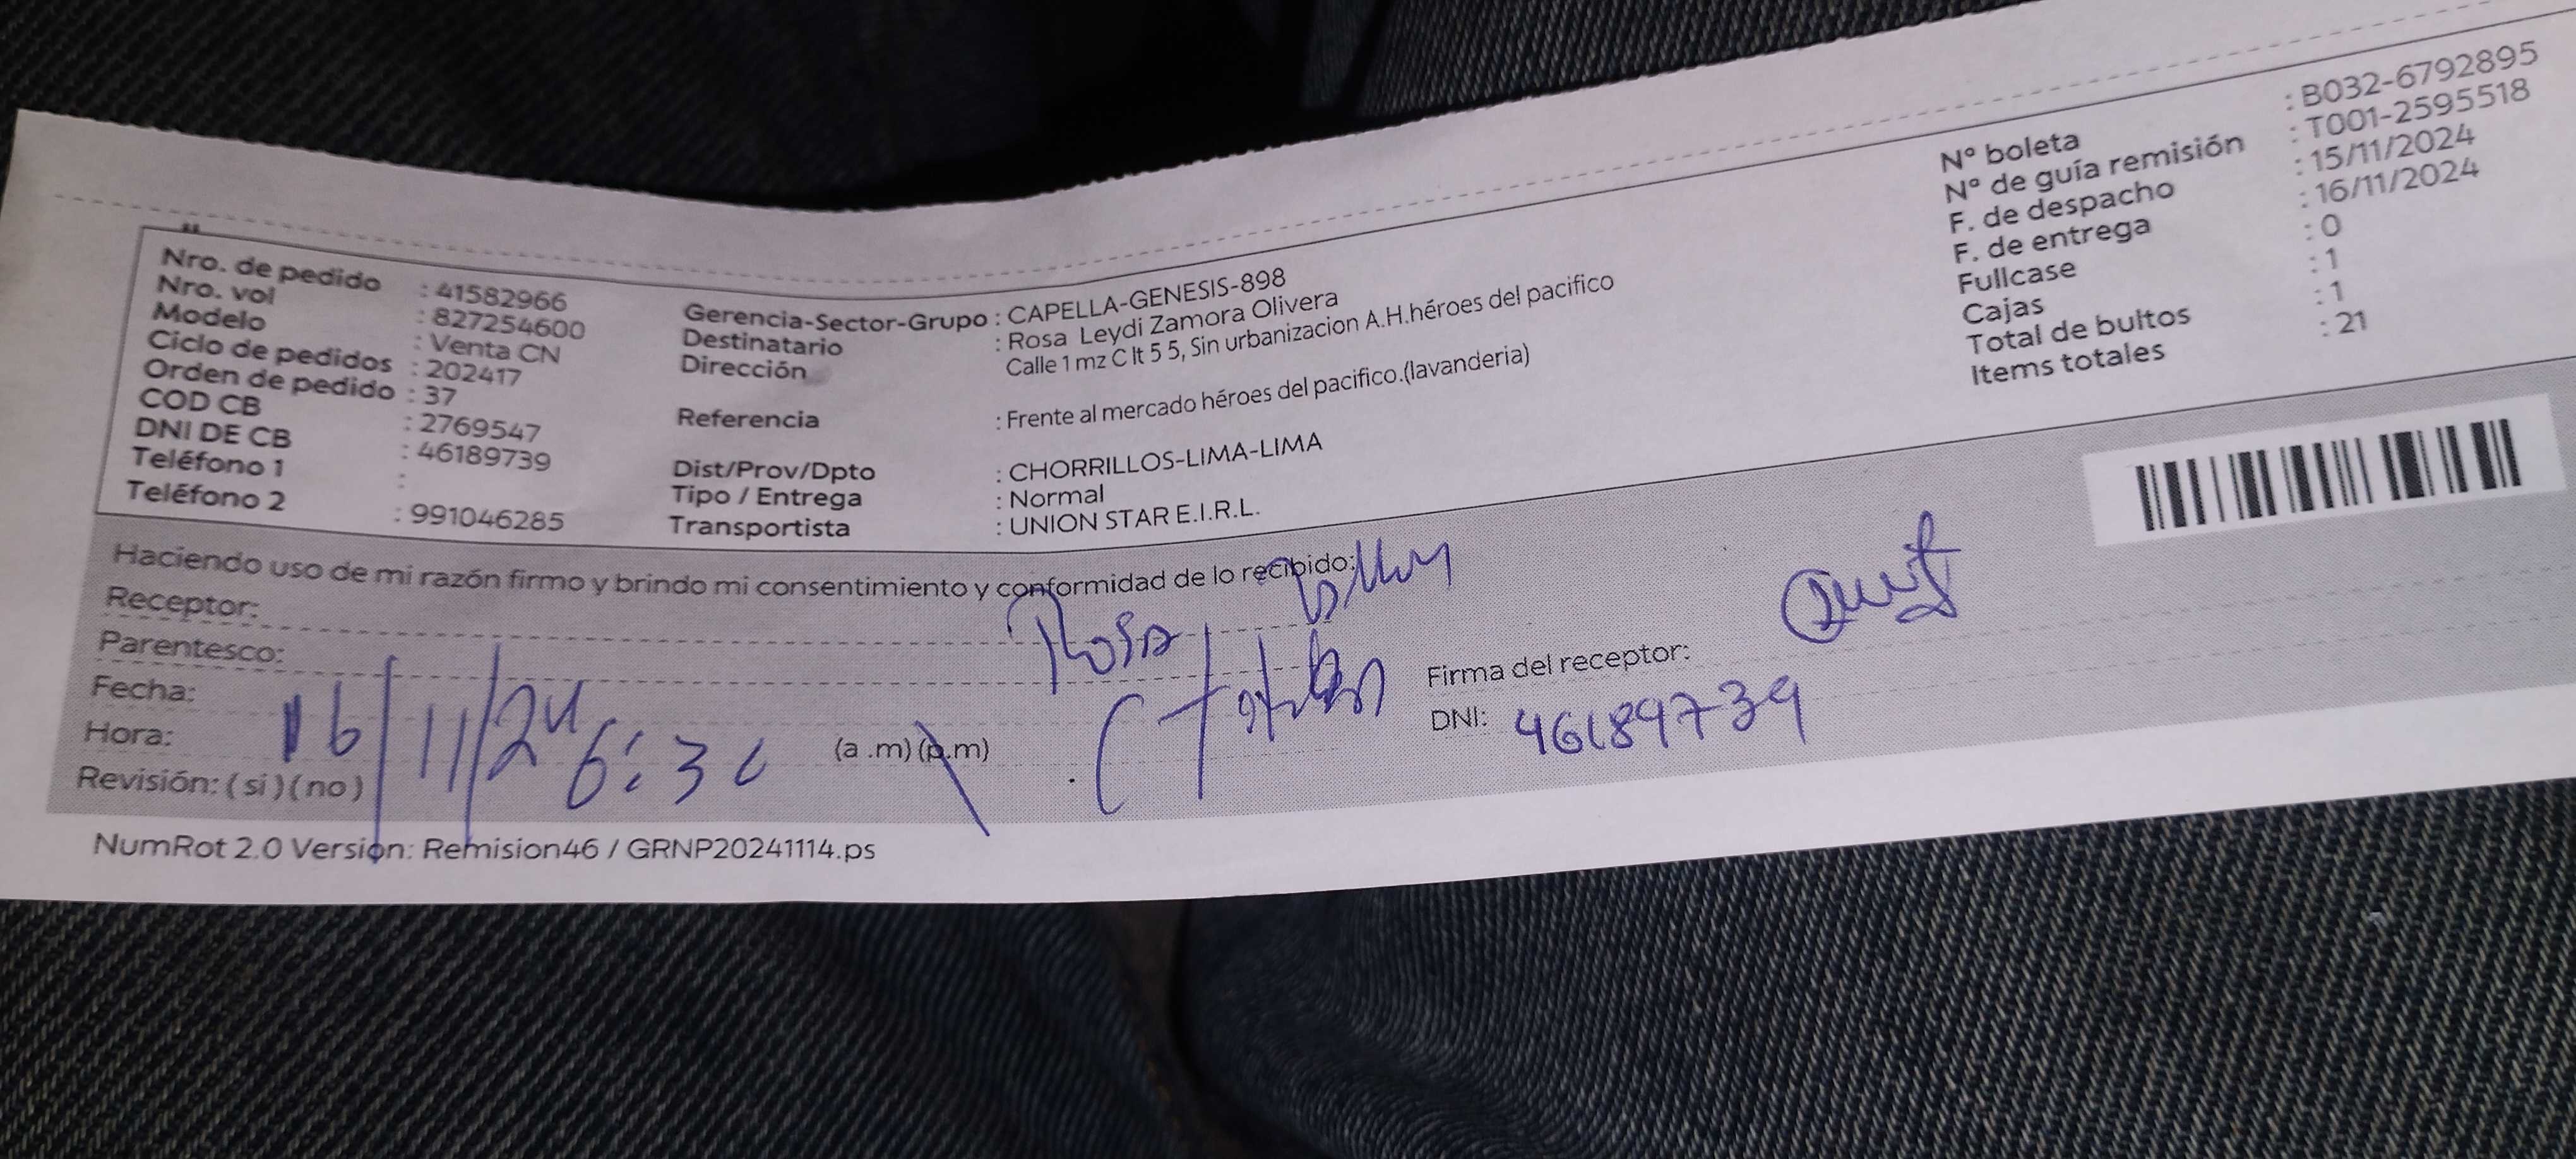 Nro. de pedido : 41582966
Nro. vol : 827254600
Modelo : Venta CN
Ciclo de pedidos : 202417
Orden de pedido : 37
COD CB : 2769547
DNI DE CB : 46189739
Teléfono 1 :
Teléfono 2 : 991046285
Gerencia-Sector-Grupo : CAPELLA-GENESIS-898
Destinatario : Rosa Leydi Zamora Olivera
Dirección Calle 1 mz C lt 5 5, Sin urbanizacion A.H.héroes del pacifico
Referencia : Frente al mercado héroes del pacifico.(lavanderia)
Dist/Prov/Dpto : CHORRILLOS-LIMA-LIMA
Tipo / Entrega : Normal
Transportista : UNION STAR E.I.R.L.
N° boleta : B032-6792895
N° de guía remisión : T001-2595518
F. de despacho : 15/11/2024
F. de entrega : 16/11/2024
Fullcase : 0
Cajas : 1
Total de bultos : 1
Items totales : 21
Haciendo uso de mi razón firmo y brindo mi consentimiento y conformidad de lo recibido:
Receptor: Rosa
Parentesco:
Fecha: 16/11/24
Hora: 6:30 (a .m) (p.m)
Revisión: ( si ) ( no )
Firma del receptor:
DNI: 46189739
NumRot 2.0 Version: Remision46 / GRNP20241114.ps